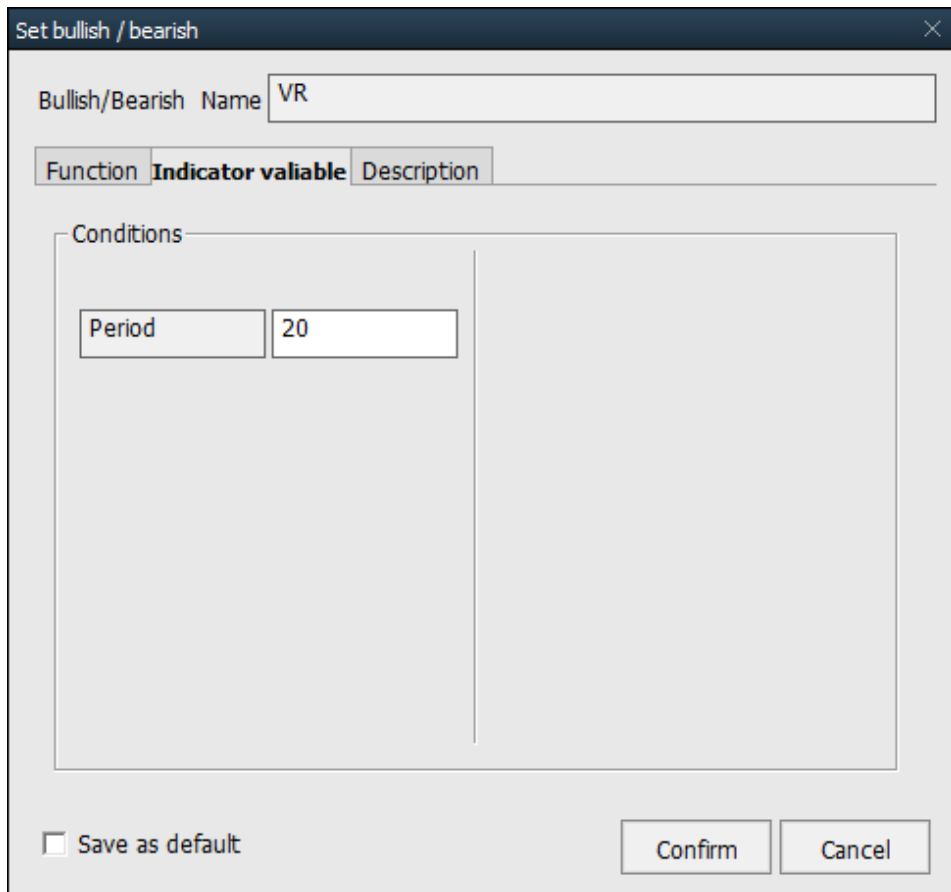 Set bullish / bearish
Bullish/Bearish Name VR
Function Indicator valiable Description
Conditions
Period 20
Save as default Confirm Cancel